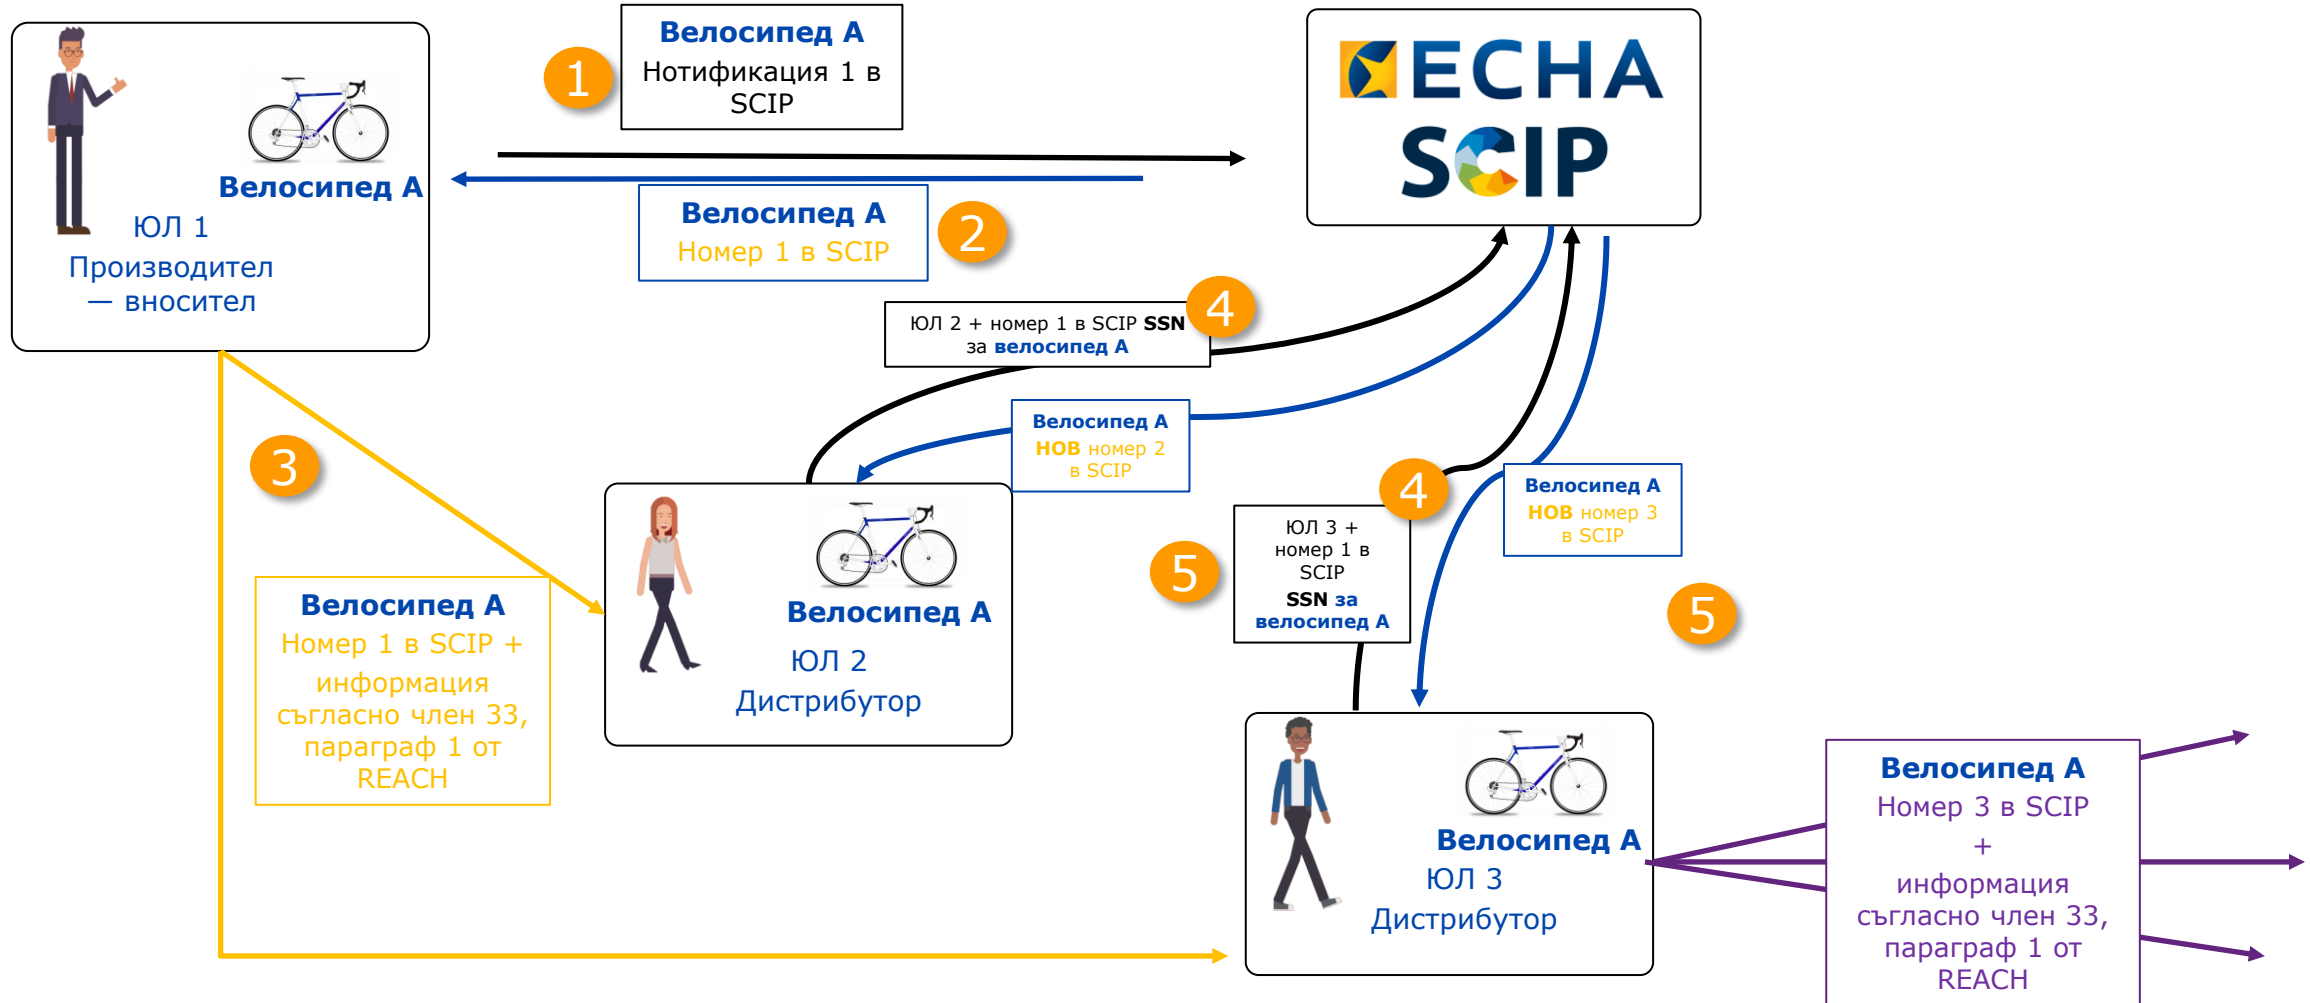 Велосипед А
ЮЛ 1
Производител
— вносител
1
Велосипед А
Нотификация 1 в
SCIP
ECHA
SCIP
Велосипед А
Номер 1 в SCIP
2
4
ЮЛ 2 + номер 1 в SCIP SSN
за велосипед А
Велосипед А
НОВ номер 2
в SCIP
3
Велосипед А
Номер 1 в SCIP +
информация
съгласно член 33,
параграф 1 от
REACH
Велосипед А
ЮЛ 2
Дистрибутор
4
ЮЛ 3 +
номер 1 в
SCIP
SSN за
велосипед А
5
Велосипед А
НОВ номер 3
в SCIP
5
Велосипед А
ЮЛ 3
Дистрибутор
Велосипед А
Номер 3 в SCIP
+
информация
съгласно член 33,
параграф 1 от
REACH